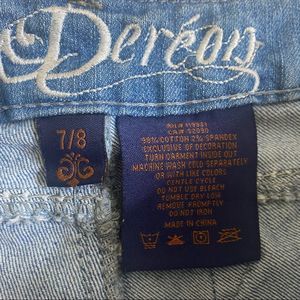 Deréon
7/8
98% COTTON 2% SPANDEX
EXCLUSIVE OF DECORATION
TURN GARMENT INSIDE OUT
MACHINE WASH COLD SEPARATELY
OR WITH LIKE COLORS
GENTLE CYCLE
DO NOT USE BLEACH
TUMBLE DRY LOW
REMOVE PROMPTLY
DO NOT IRON
MADE IN CHINA